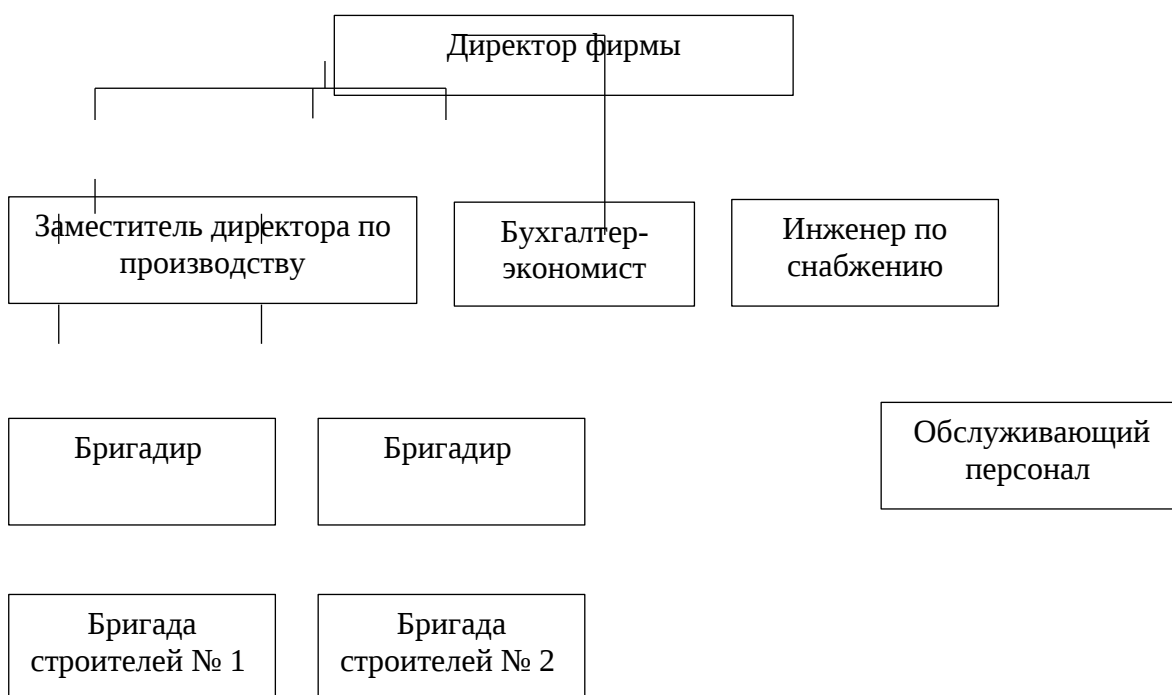 Директор фирмы
Заместитель директора по
производству
Бухгалтер-
экономист
Инженер по
снабжению
Бригадир
Бригадир
Обслуживающий
персонал
Бригада
строителей № 1
Бригада
строителей № 2